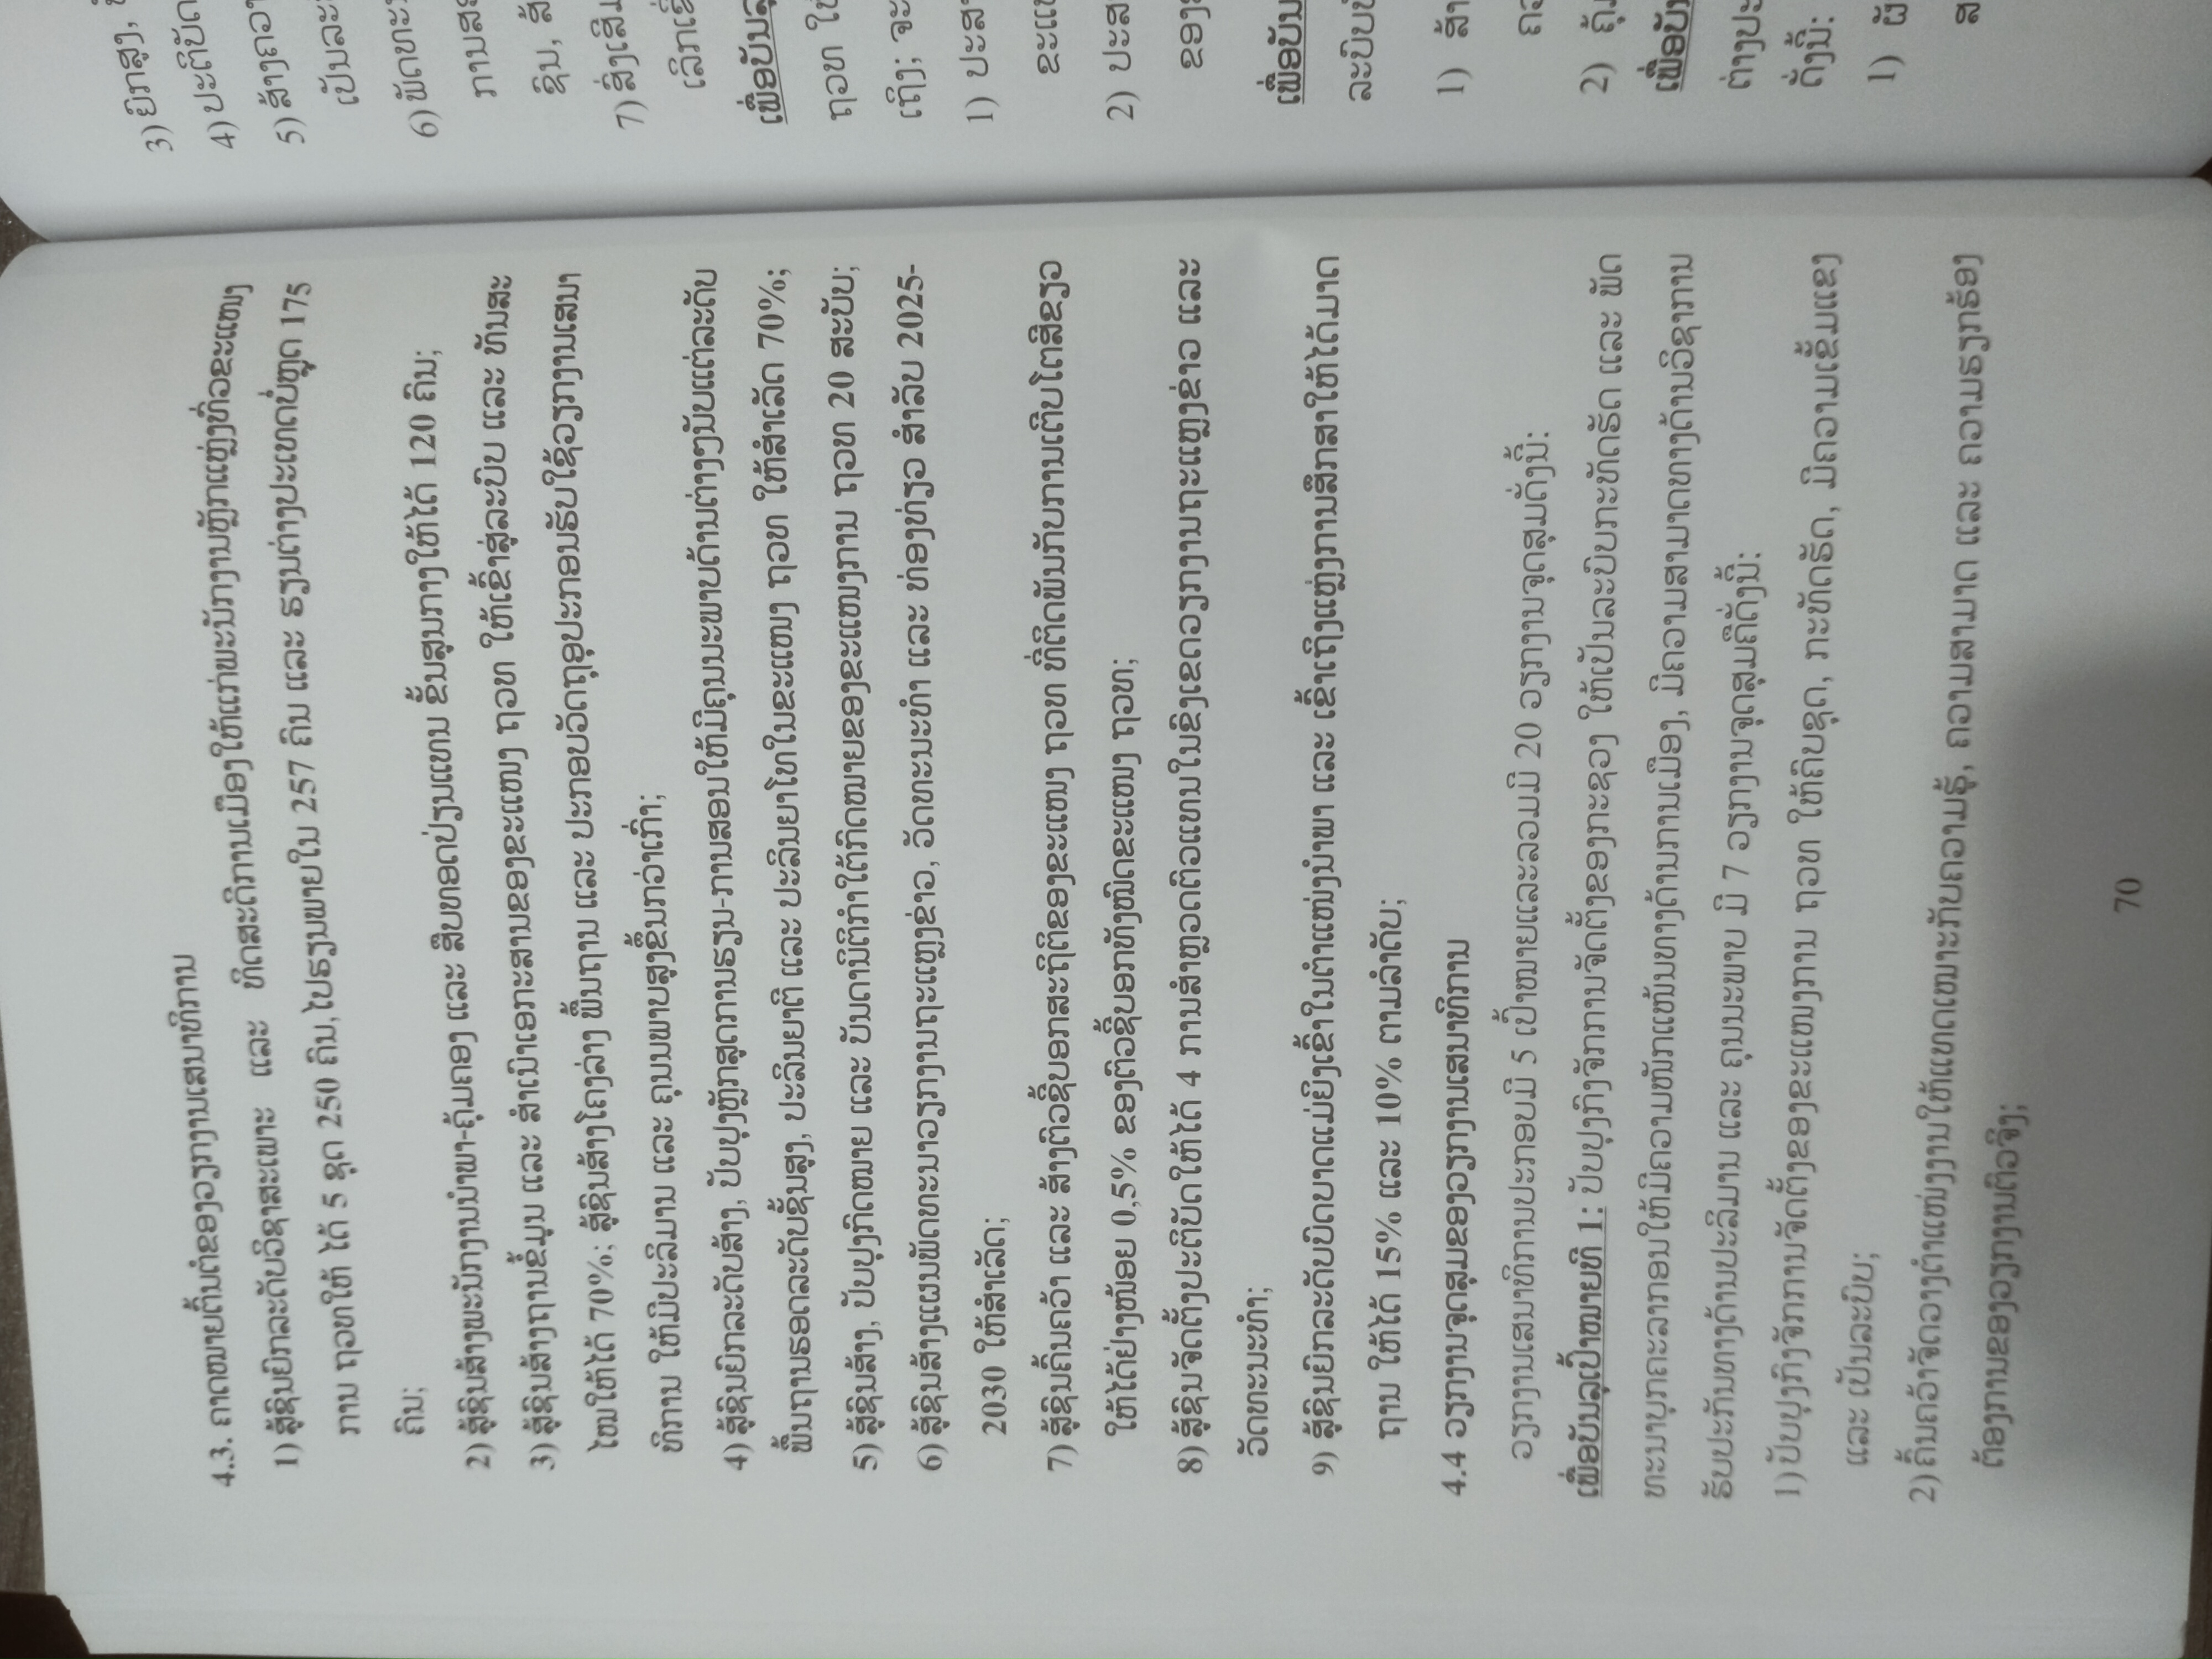 4.3. ຄາດໝາຍຕົ້ນຕໍຂອງວຽກງານເສນາທິການ
1) ສູ້ຊົນຍົກລະດັບວິຊາສະເພາະ ແລະ ທິດສະດີການເມືອງໃຫ້ແກ່ພະນັກງານຫຼັກແຫຼ່ງທົ່ວຂະແໜງ
ການ ຖວທໃຫ້ ໄດ້ 5 ຊຸດ 250 ຄົນ,ໄປຮຽນພາຍໃນ 257 ຄົນ ແລະ ຮຽນຕ່າງປະເທດບໍ່ຫຼຸດ 175
ຄົນ;
2) ສູ້ຊົນສ້າງພະນັກງານນໍາພາ-ຄຸ້ມຄອງ ແລະ ສືບທອດປ່ຽນແທນ ຂັ້ນສູນກາງໃຫ້ໄດ້ 120 ຄົນ;
3) ສູ້ຊົນສ້າງຖານຂໍ້ມູນ ແລະ ສໍາເນົາເອກະສານຂອງຂະແໜງ ຖວທ ໃຫ້ເຂົ້າສູ່ລະບົບ ແລະ ທັນສະ
ໄໝໃຫ້ໄດ້ 70%; ສູ້ຊົນສ້າງໂຄງລ່າງ ພື້ນຖານ ແລະ ປະກອບວັດຖຸອຸປະກອນຮັບໃຊ້ວຽກງານເສນາ
ທິການ ໃຫ້ມີປະລິມານ ແລະ ຄຸນນພາບສູງຂຶ້ນກວ່າເກົ່າ;
4) ສູ້ຊົນຍົກລະດັບສ້າງ, ປັບປຸງຫຼັກສູດການຮຽນ-ການສອນໃຫ້ມີຄຸນນະພາບດ້ານຕ່າງໆນັບແຕ່ລະດັບ
ພື້ນຖານຮອດລະດັບຊັ້ນສູງ, ປະລິນຍາຕີ ແລະ ປະລິນຍາໂທໃນຂະແໜງ ຖວທ ໃຫ້ສໍາເລັດ 70%;
5) ສູ້ຊົນສ້າງ, ປັບປຸງກົດໝາຍ ແລະ ບັນດານິຕິກໍາໃຕ້ກົດໝາຍຂອງຂະແໜງການ ຖວທ 20 ສະບັບ;
6) ສູ້ຊົນສ້າງແຜນພັດທະນາວຽກງານຖະແຫຼງຂ່າວ, ວັດທະນະທໍາ ແລະ ທ່ອງທ່ຽວ ສໍາລັບ 2025-
2030 ໃຫ້ສໍາເລັດ;
7) ສູ້ຊົນຄົ້ນຄວ້າ ແລະ ສ້າງຕົວຊີ້ບອກສະຖິຕິຂອງຂະແໜງ ຖວທ ທີ່ຕິດພັນກັບການເຕີບໂຕສີຂຽວ
ໃຫ້ໄດ້ຢ່າງໜ້ອຍ 0,5% ຂອງຕົວຊີ້ບອກທັງໝົດຂະແໜງ ຖວທ;
8) ສູ້ຊົນຈັດຕັ້ງປະຕິບັດໃຫ້ໄດ້ 4 ການສໍາຫຼວດຕົວແທນໃນຂົງເຂດວຽກງານຖະແຫຼງຂ່າວ ແລະ
ວັດທະນະທໍາ;
9) ສູ້ຊົນຍົກລະດັບບົດບາດແມ່ຍິງເຂົ້າໃນຕໍາແໜ່ງນໍາພາ ແລະ ເຂົ້າເຖິງແຫຼ່ງການສຶກສາໃຫ້ໄດ້ມາດ
ຖານ ໃຫ້ໄດ້ 15% ແລະ 10% ຕາມລໍາດັບ;
4.4 ວຽກງານຈຸດສຸມຂອງວຽກງານເສນາທິການ
ວຽກງານເສນາທິການປະກອບມີ 5 ເປົ້າໝາຍແລະລວມມີ 20 ວຽກງານຈຸດສຸມດັ່ງນີ້:
ເພື່ອບັນລຸເປົ້າໝາຍທີ 1: ປັບປຸງກົງຈັກການຈັດຕັ້ງຂອງກະຊວງ ໃຫ້ເປັນລະບົບກະທັດຮັດ ແລະ ພັດ
ທະນາບຸກຄະລາກອນໃຫ້ມີຄວາມໜັກແໜ້ນທາງດ້ານການເມືອງ, ມີຄວາມສາມາດທາງດ້ານວິຊາການ
ຮັບປະກັນທາງດ້ານປະລິມານ ແລະ ຄຸນນະພາບ ມີ 7 ວຽກງານຈຸດສຸມຄືດັ່ງນີ້:
1) ປັບປຸງກົງຈັກການຈັດຕັ້ງຂອງຂະແໜງການ ຖວທ ໃຫ້ຄົບຊຸດ, ກະທັດຮັດ, ມີຄວາມເຂັ້ມແຂງ
ແລະ ເປັນລະບົບ;
2) ຄົ້ນຄວ້າຈັດວາງຕໍາແໜ່ງງານໃຫ້ແທດເໝາະກັບຄວາມຮູ້, ຄວາມສາມາດ ແລະ ຄວາມຮຽກຮ້ອງ
ຕ້ອງການຂອງວຽກງານຕົວຈິງ;
70
3) ຍົກສູງ,
4) ປະຕິບັດ
5) ສ້າງຄວາ
ເປັນລະ
6) ພັດທະ
ການສະ
ຊົນ, ສ້
7) ສົ່ງເສີມ
ເລິກເຊິ່
ເພື່ອບັນລຸ
ຖວທ ໃຫ້
ເຖິງ; ຈະ
1) ປະສາ
ຂະແ
2) ປະສ
ຂອງ
ເພື່ອບັນ
ລະບົບ
1) ສ້າ
ຄວ
2) ຄຸ້ມ
ເພື່ອບັນ
ຕ່າງປະ
ດັ່ງນີ້:
1) ຜັ
ສ